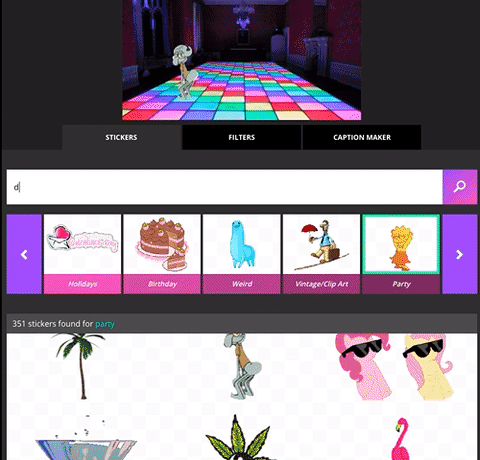 STICKERS
FILTERS
CAPTION MAKER
d
Holidays
Birthday
Weird
Vintage/Clip Art
Party
351 stickers found for party